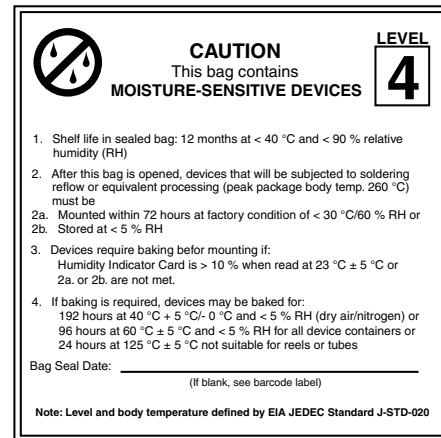 LEVEL
4
CAUTION
This bag contains
MOISTURE-SENSITIVE DEVICES
1. Shelf life in sealed bag: 12 months at < 40 °C and < 90 % relative
humidity (RH)
2. After this bag is opened, devices that will be subjected to soldering
reflow or equivalent processing (peak package body temp. 260 °C)
must be
2a. Mounted within 72 hours at factory condition of < 30 °C/60 % RH or
2b. Stored at < 5 % RH
3. Devices require baking befor mounting if:
Humidity Indicator Card is > 10 % when read at 23 °C ± 5 °C or
2a. or 2b. are not met.
4. If baking is required, devices may be baked for:
192 hours at 40 °C + 5 °C/- 0 °C and < 5 % RH (dry air/nitrogen) or
96 hours at 60 °C ± 5 °C and < 5 % RH for all device containers or
24 hours at 125 °C ± 5 °C not suitable for reels or tubes
Bag Seal Date:
(If blank, see barcode label)
Note: Level and body temperature defined by EIA JEDEC Standard J-STD-020